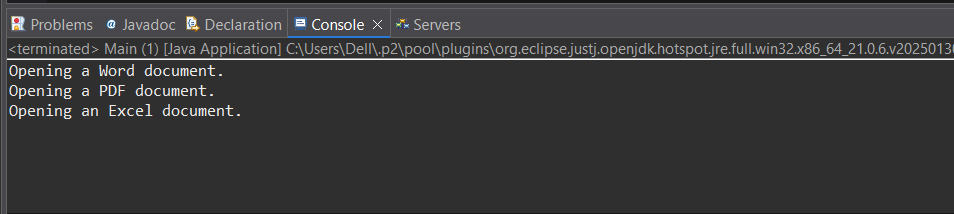 Problems Javadoc Declaration Console Servers
<terminated> Main (1) [Java Application] C:\Users\Dell\.p2\pool\plugins\org.eclipse.justj.openjdk.hotspot.jre.full.win32.x86_64_21.0.6.v2025013
Opening a Word document.
Opening a PDF document.
Opening an Excel document.